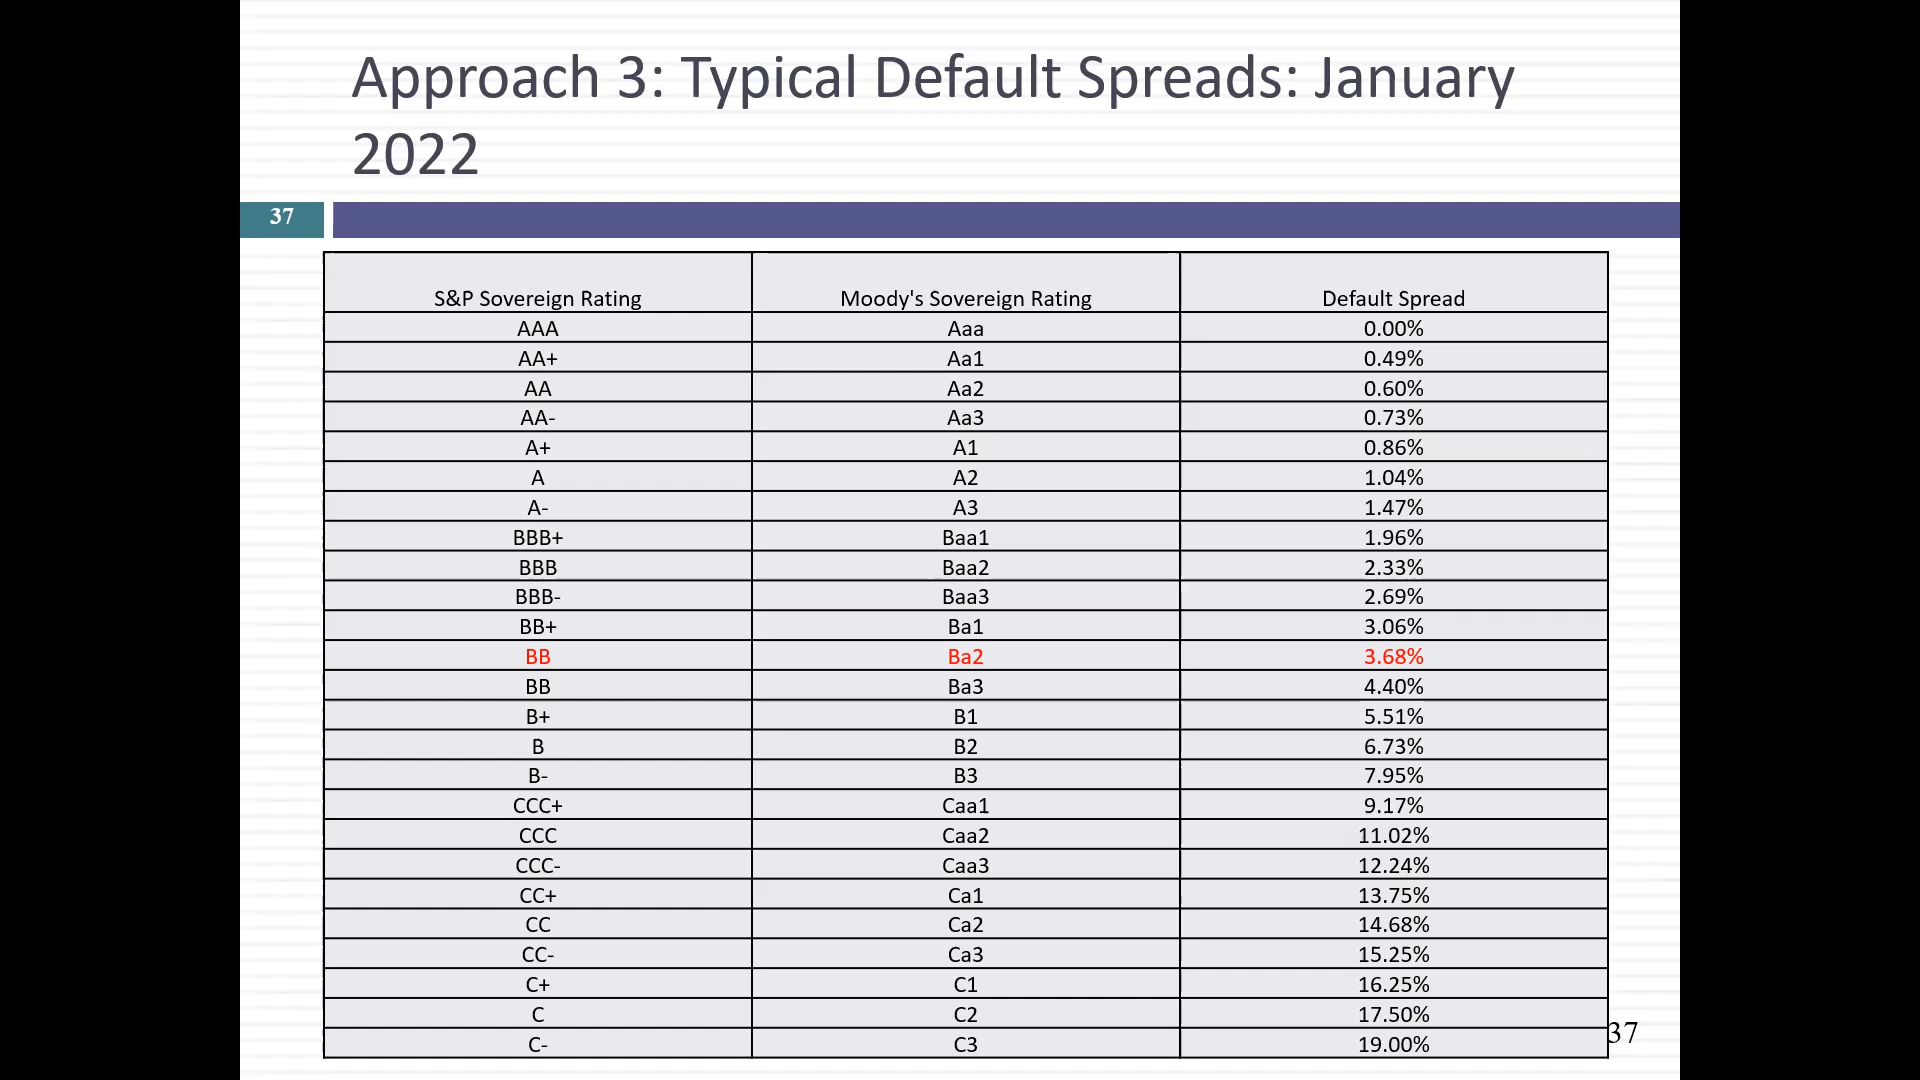 Approach 3: Typical Default Spreads: January
2022
37
S&P Sovereign Rating Moody's Sovereign Rating Default Spread
AAA Aaa 0.00%
AA+ Aa1 0.49%
AA Aa2 0.60%
AA- Aa3 0.73%
A+ A1 0.86%
A A2 1.04%
A- A3 1.47%
BBB+ Baa1 1.96%
BBB Baa2 2.33%
BBB- Baa3 2.69%
BB+ Ba1 3.06%
BB Ba2 3.68%
BB Ba3 4.40%
B+ B1 5.51%
B B2 6.73%
B- B3 7.95%
CCC+ Caa1 9.17%
CCC Caa2 11.02%
CCC- Caa3 12.24%
CC+ Ca1 13.75%
CC Ca2 14.68%
CC- Ca3 15.25%
C+ C1 16.25%
C C2 17.50%
C- C3 19.00%
37